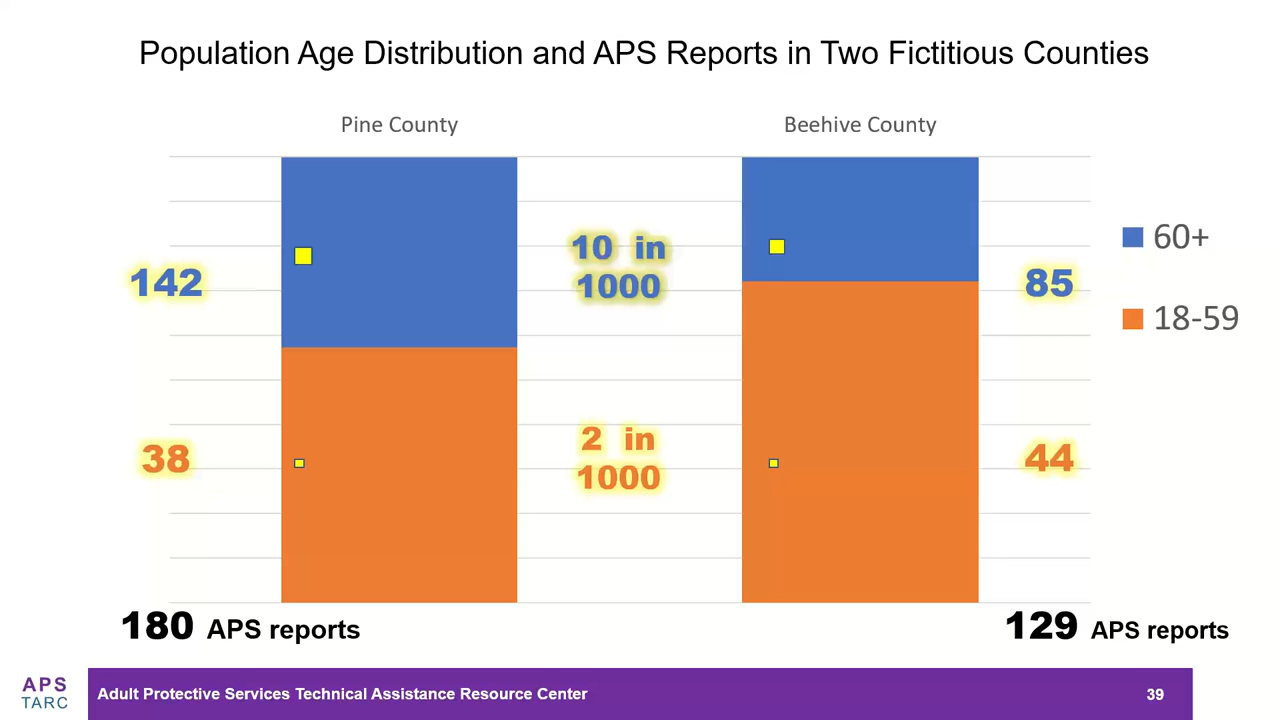 Population Age Distribution and APS Reports in Two Fictitious Counties
Pine County
Beehive County
142
10 in
1000
85
60+
18-59
38
2 in
1000
44
180 APS reports
129 APS reports
APS
TARC
Adult Protective Services Technical Assistance Resource Center
39